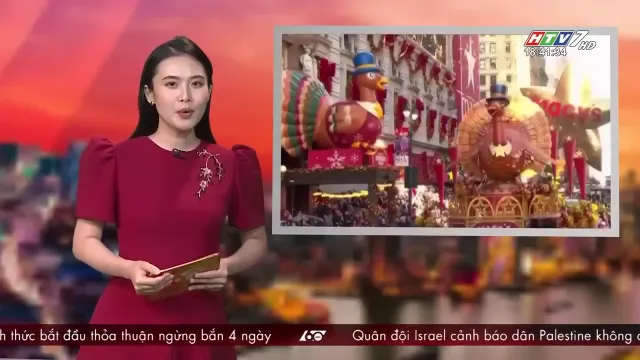 HTV7 HD
18:41:34
macy's
h thức bắt đầu thỏa thuận ngừng bắn 4 ngày
60
Quân đội Israel cảnh báo dân Palestine không q